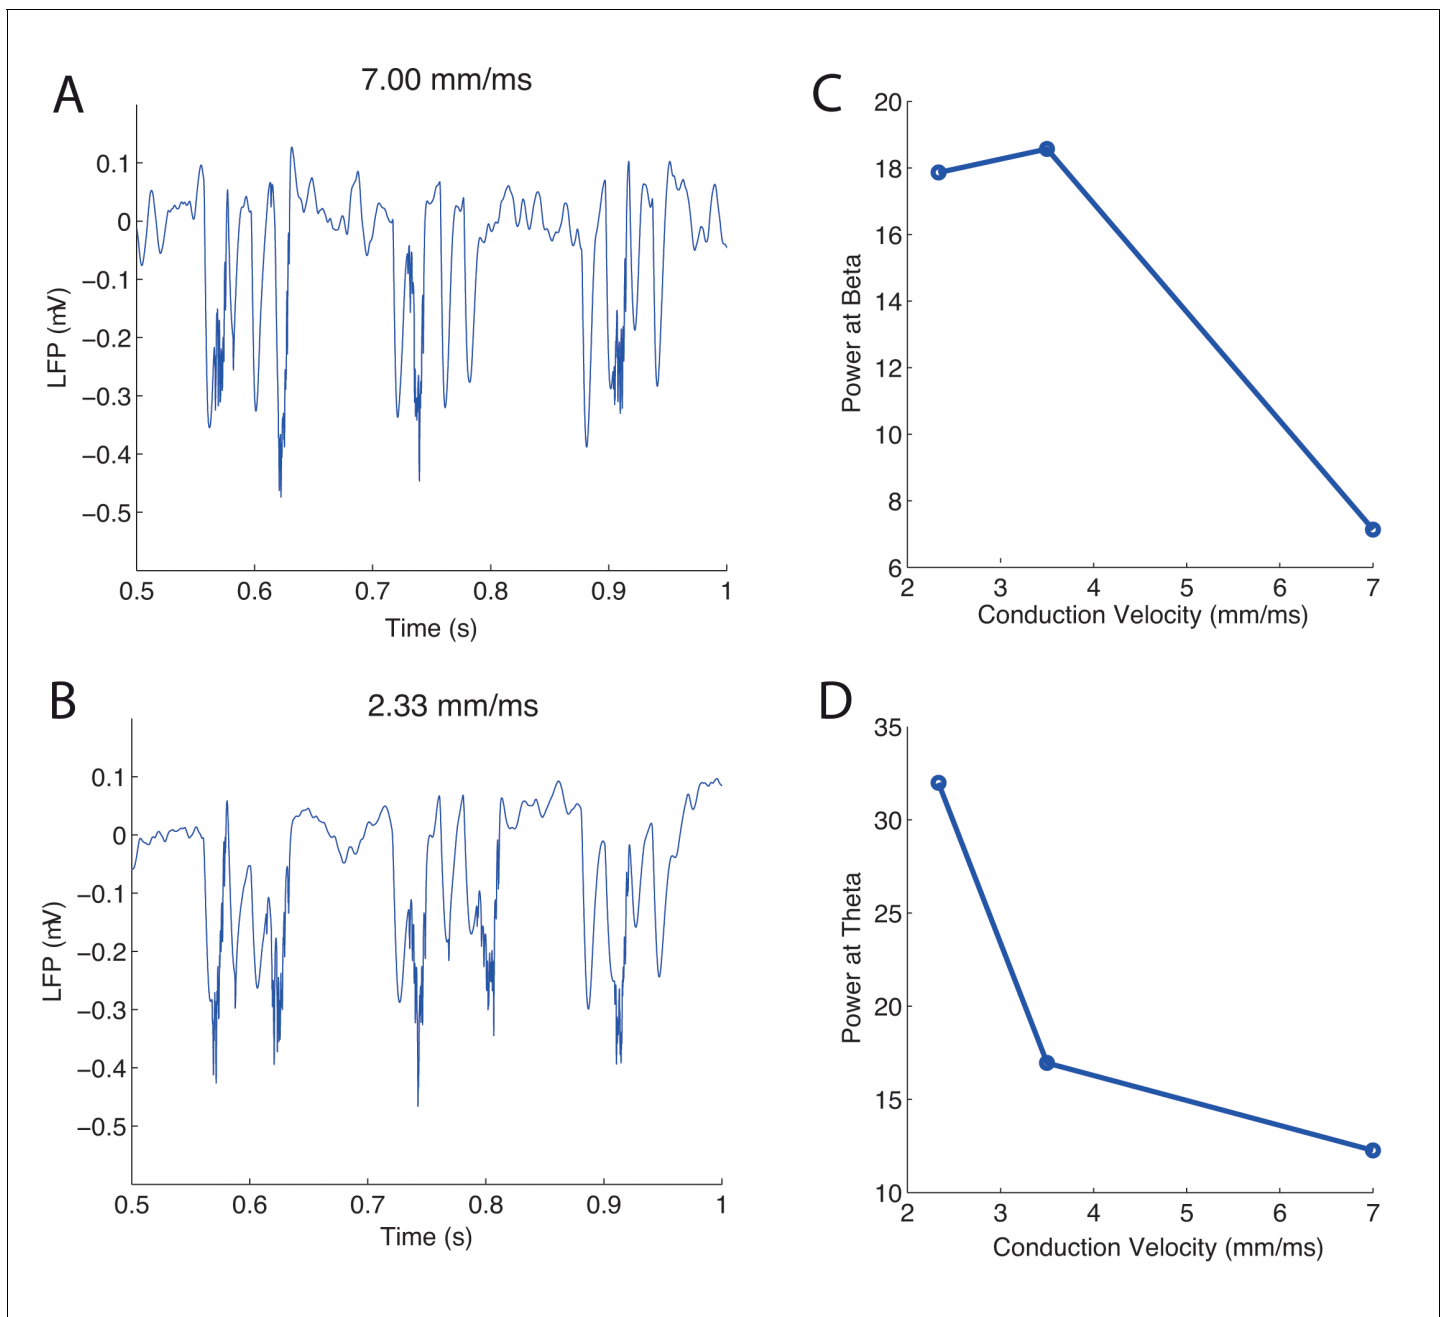 A
7.00 mm/ms
0.1
0
−0.1
−0.2
−0.3
−0.4
−0.5
LFP (mV)
0.5 0.6 0.7 0.8 0.9 1
Time (s)
C
20
18
16
14
12
10
8
6
Power at Beta
2 3 4 5 6 7
Conduction Velocity (mm/ms)
B
2.33 mm/ms
0.1
0
−0.1
−0.2
−0.3
−0.4
−0.5
LFP (mV)
0.5 0.6 0.7 0.8 0.9 1
Time (s)
D
35
30
25
20
15
10
Power at Theta
2 3 4 5 6 7
Conduction Velocity (mm/ms)